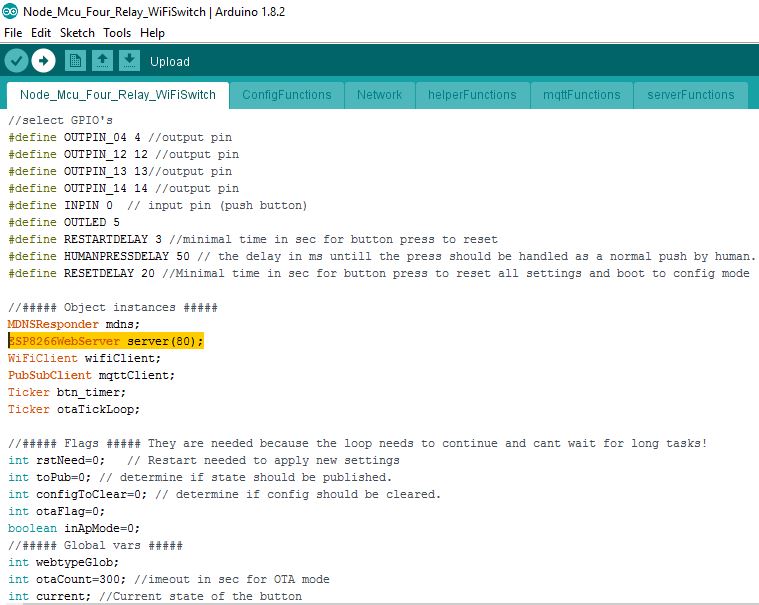 Node_Mcu_Four_Relay_WiFiSwitch | Arduino 1.8.2
File Edit Sketch Tools Help
Upload
Node_Mcu_Four_Relay_WiFiSwitch ConfigFunctions Network helperFunctions mqttFunctions serverFunctions
//select GPIO's
#define OUTPIN_04 4 //output pin
#define OUTPIN_12 12 //output pin
#define OUTPIN_13 13//output pin
#define OUTPIN_14 14 //output pin
#define INPIN 0  // input pin (push button)
#define OUTLED 5
#define RESTARTDELAY 3 //minimal time in sec for button press to reset
#define HUMANPRESSDELAY 50 // the delay in ms untill the press should be handled as a normal push by human.
#define RESETDELAY 20 //Minimal time in sec for button press to reset all settings and boot to config mode
//##### Object instances #####
MDNSResponder mdns;
ESP8266WebServer server(80);
WiFiClient wifiClient;
PubSubClient mqttClient;
Ticker btn_timer;
Ticker otaTickLoop;
//##### Flags ##### They are needed because the loop needs to continue and cant wait for long tasks!
int rstNeed=0;   // Restart needed to apply new settings
int toPub=0; // determine if state should be published.
int configToClear=0; // determine if config should be cleared.
int otaFlag=0;
boolean inApMode=0;
//##### Global vars #####
int webtypeGlob;
int otaCount=300; //imeout in sec for OTA mode
int current; //Current state of the button